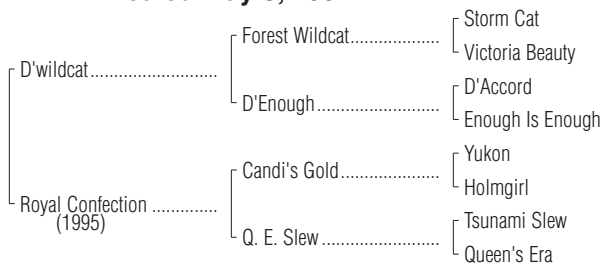 Storm Cat
Forest Wildcat....................
Victoria Beauty
D'wildcat............................
D'Accord
D'Enough...........................
Enough Is Enough
Yukon
Candi's Gold......................
Holmgirl
Royal Confection ..............
(1995)
Tsunami Slew
Q. E. Slew ..........................
Queen's Era